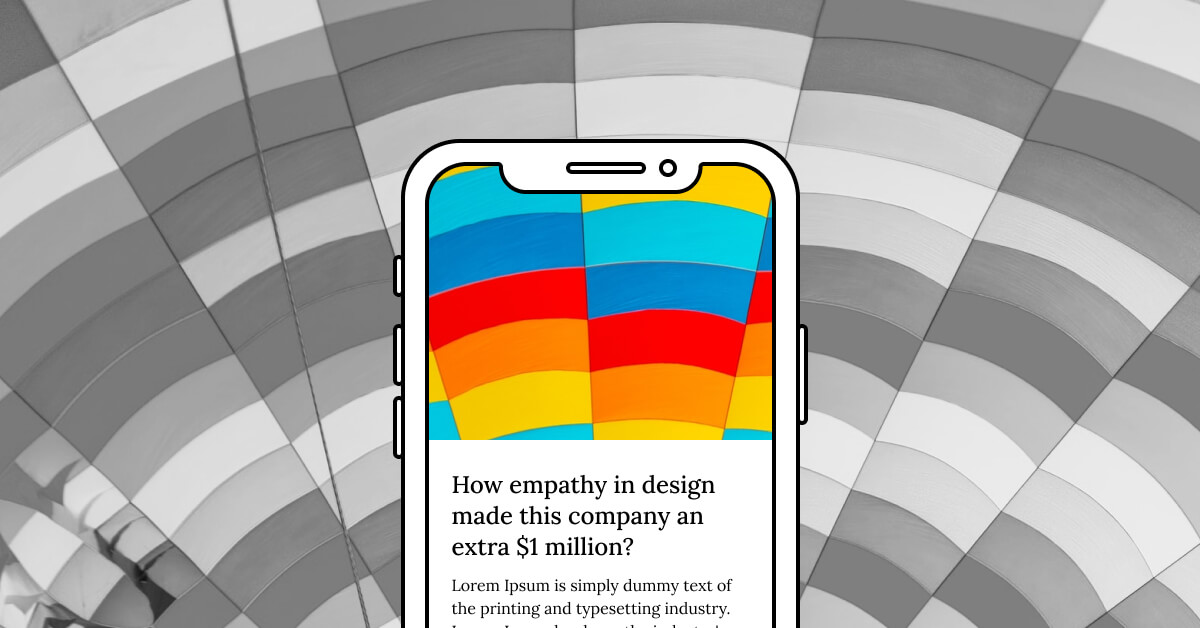 How empathy in design
made this company an
extra $1 million?
Lorem Ipsum is simply dummy text of
the printing and typesetting industry.